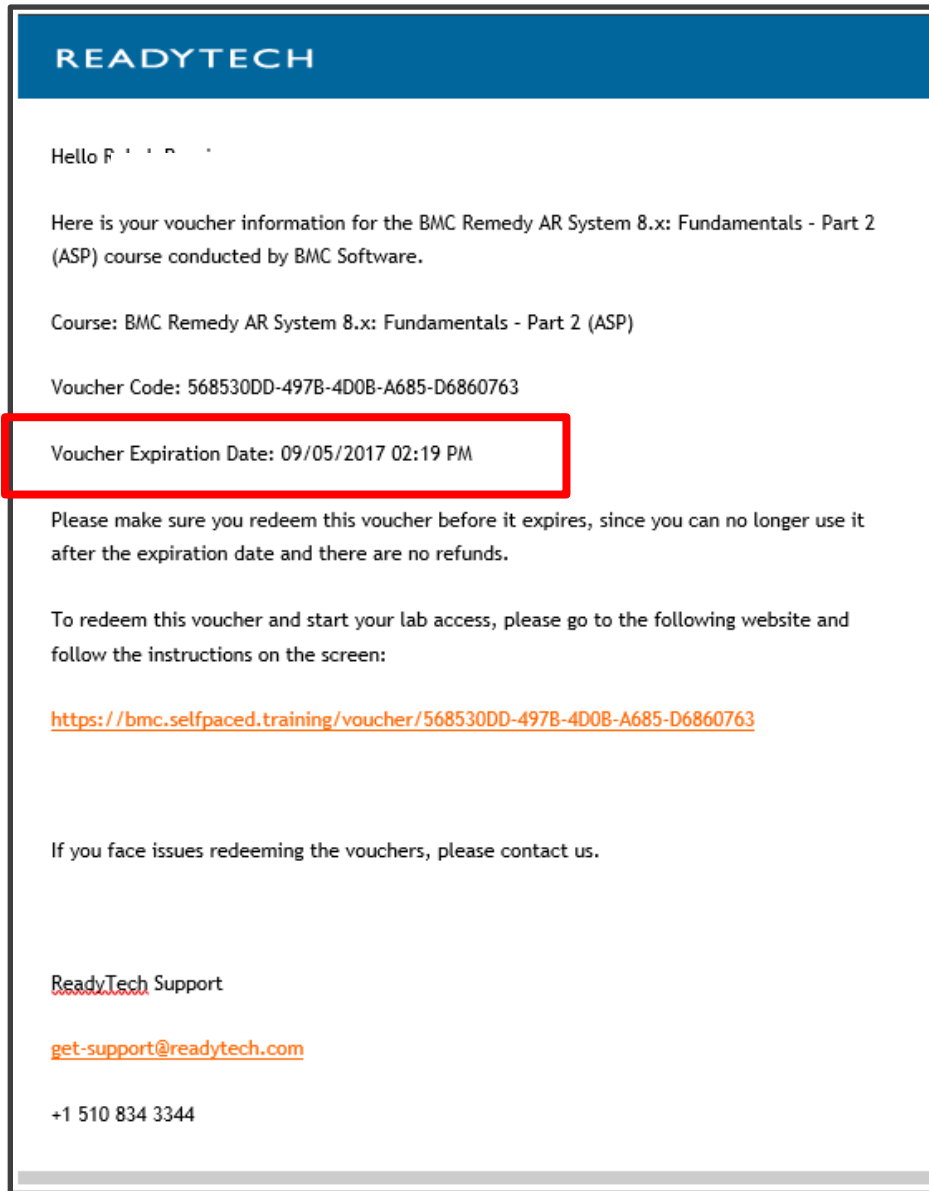 READYTECH
Hello
Here is your voucher information for the BMC Remedy AR System 8.x: Fundamentals - Part 2
(ASP) course conducted by BMC Software.
Course: BMC Remedy AR System 8.x: Fundamentals - Part 2 (ASP)
Voucher Code: 568530DD-497B-4D0B-A685-D6860763
Voucher Expiration Date: 09/05/2017 02:19 PM
Please make sure you redeem this voucher before it expires, since you can no longer use it
after the expiration date and there are no refunds.
To redeem this voucher and start your lab access, please go to the following website and
follow the instructions on the screen:
https://bmc.selfpaced.training/voucher/568530DD-497B-4D0B-A685-D6860763
If you face issues redeeming the vouchers, please contact us.
ReadyTech Support
get-support@readytech.com
+1 510 834 3344